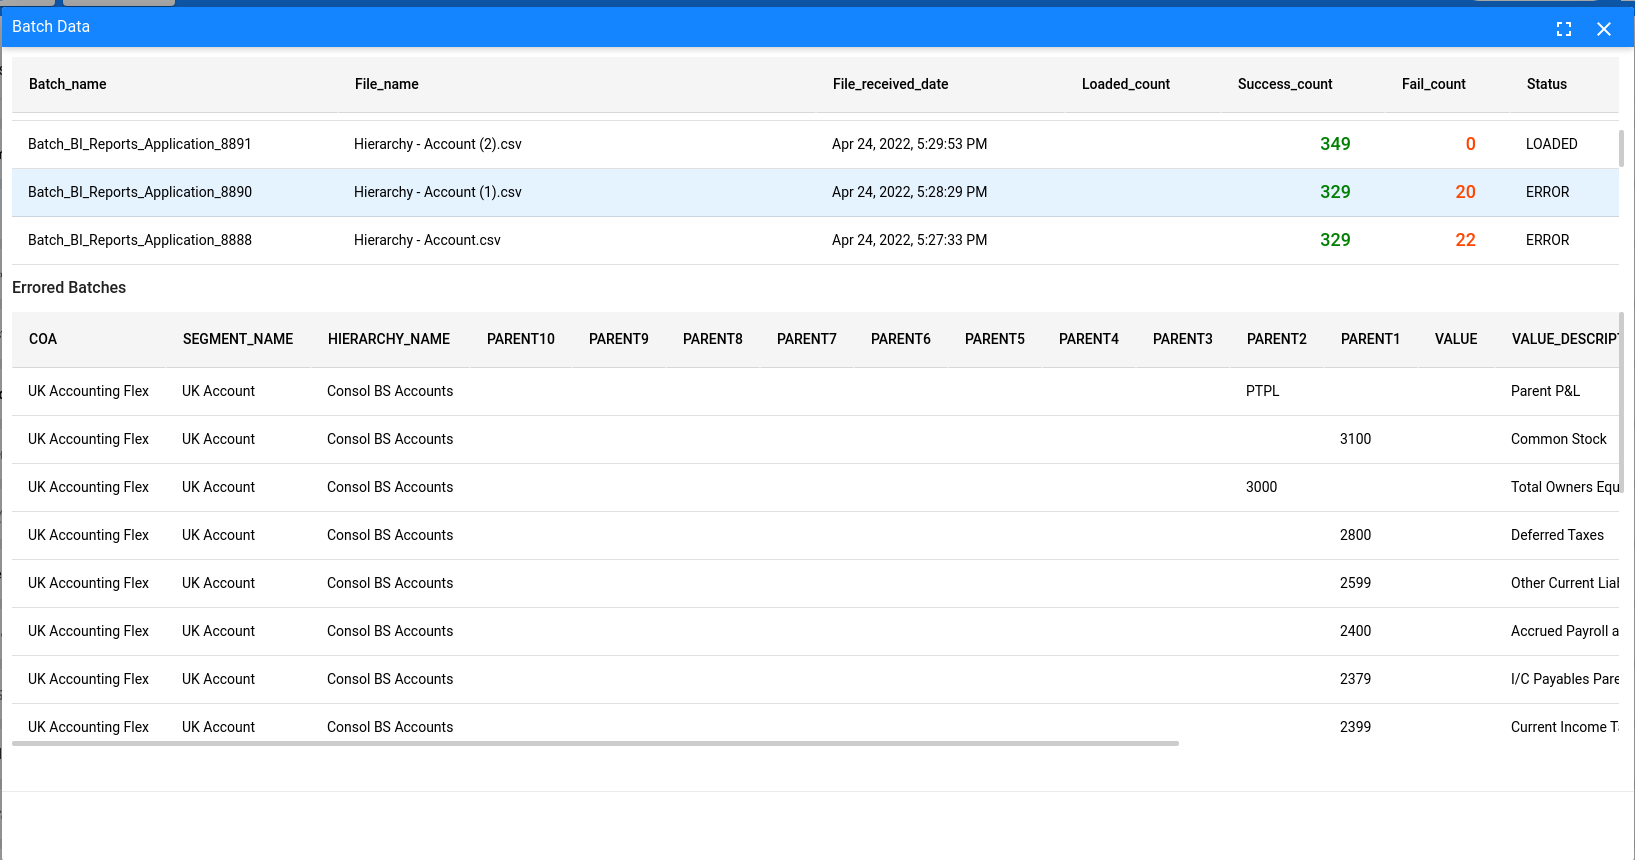 Batch Data
Batch_name File_name File_received_date Loaded_count Success_count Fail_count Status
Batch_BI_Reports_Application_8891 Hierarchy - Account (2).csv Apr 24, 2022, 5:29:53 PM 349 0 LOADED
Batch_BI_Reports_Application_8890 Hierarchy - Account (1).csv Apr 24, 2022, 5:28:29 PM 329 20 ERROR
Batch_BI_Reports_Application_8888 Hierarchy - Account.csv Apr 24, 2022, 5:27:33 PM 329 22 ERROR
Errored Batches
COA SEGMENT_NAME HIERARCHY_NAME PARENT10 PARENT9 PARENT8 PARENT7 PARENT6 PARENT5 PARENT4 PARENT3 PARENT2 PARENT1 VALUE VALUE_DESCRIPT
UK Accounting Flex UK Account Consol BS Accounts PTPL Parent P&L
UK Accounting Flex UK Account Consol BS Accounts 3100 Common Stock
UK Accounting Flex UK Account Consol BS Accounts 3000 Total Owners Equ
UK Accounting Flex UK Account Consol BS Accounts 2800 Deferred Taxes
UK Accounting Flex UK Account Consol BS Accounts 2599 Other Current Liab
UK Accounting Flex UK Account Consol BS Accounts 2400 Accrued Payroll a
UK Accounting Flex UK Account Consol BS Accounts 2379 I/C Payables Pare
UK Accounting Flex UK Account Consol BS Accounts 2399 Current Income T